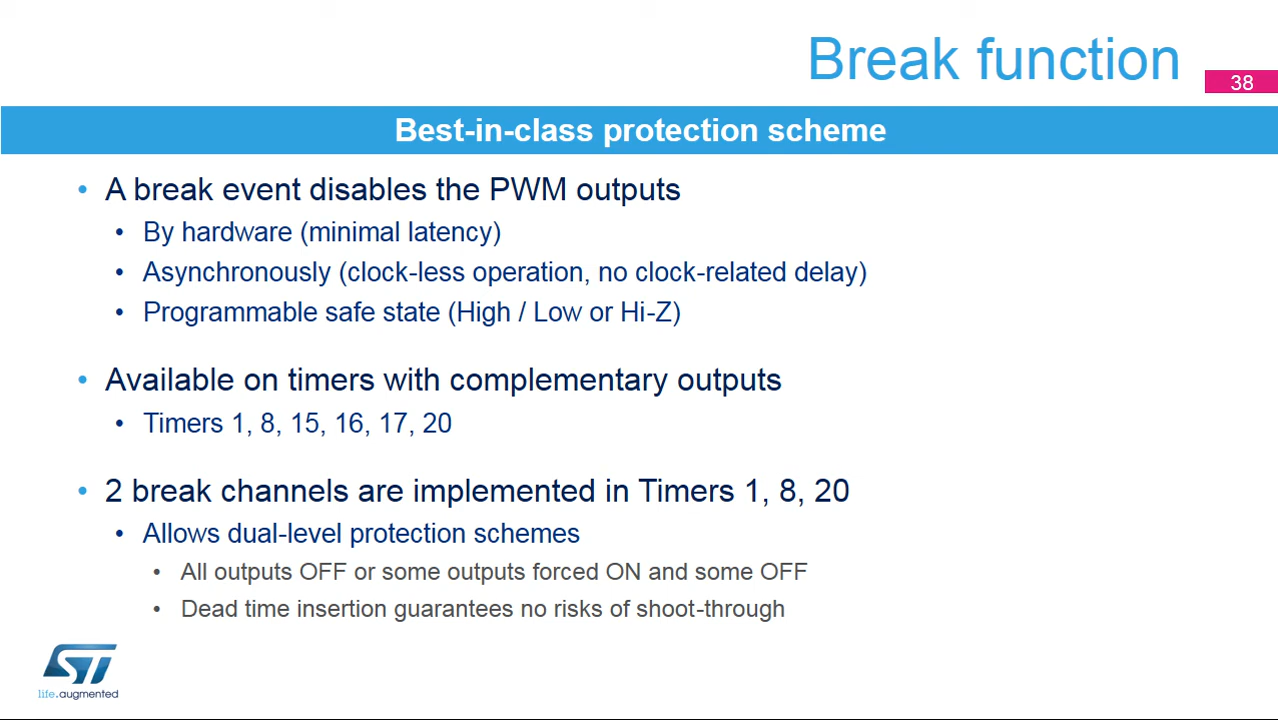 Break function
38
Best-in-class protection scheme
• A break event disables the PWM outputs
• By hardware (minimal latency)
• Asynchronously (clock-less operation, no clock-related delay)
• Programmable safe state (High / Low or Hi-Z)
• Available on timers with complementary outputs
• Timers 1, 8, 15, 16, 17, 20
• 2 break channels are implemented in Timers 1, 8, 20
• Allows dual-level protection schemes
• All outputs OFF or some outputs forced ON and some OFF
• Dead time insertion guarantees no risks of shoot-through
ST
life.augmented